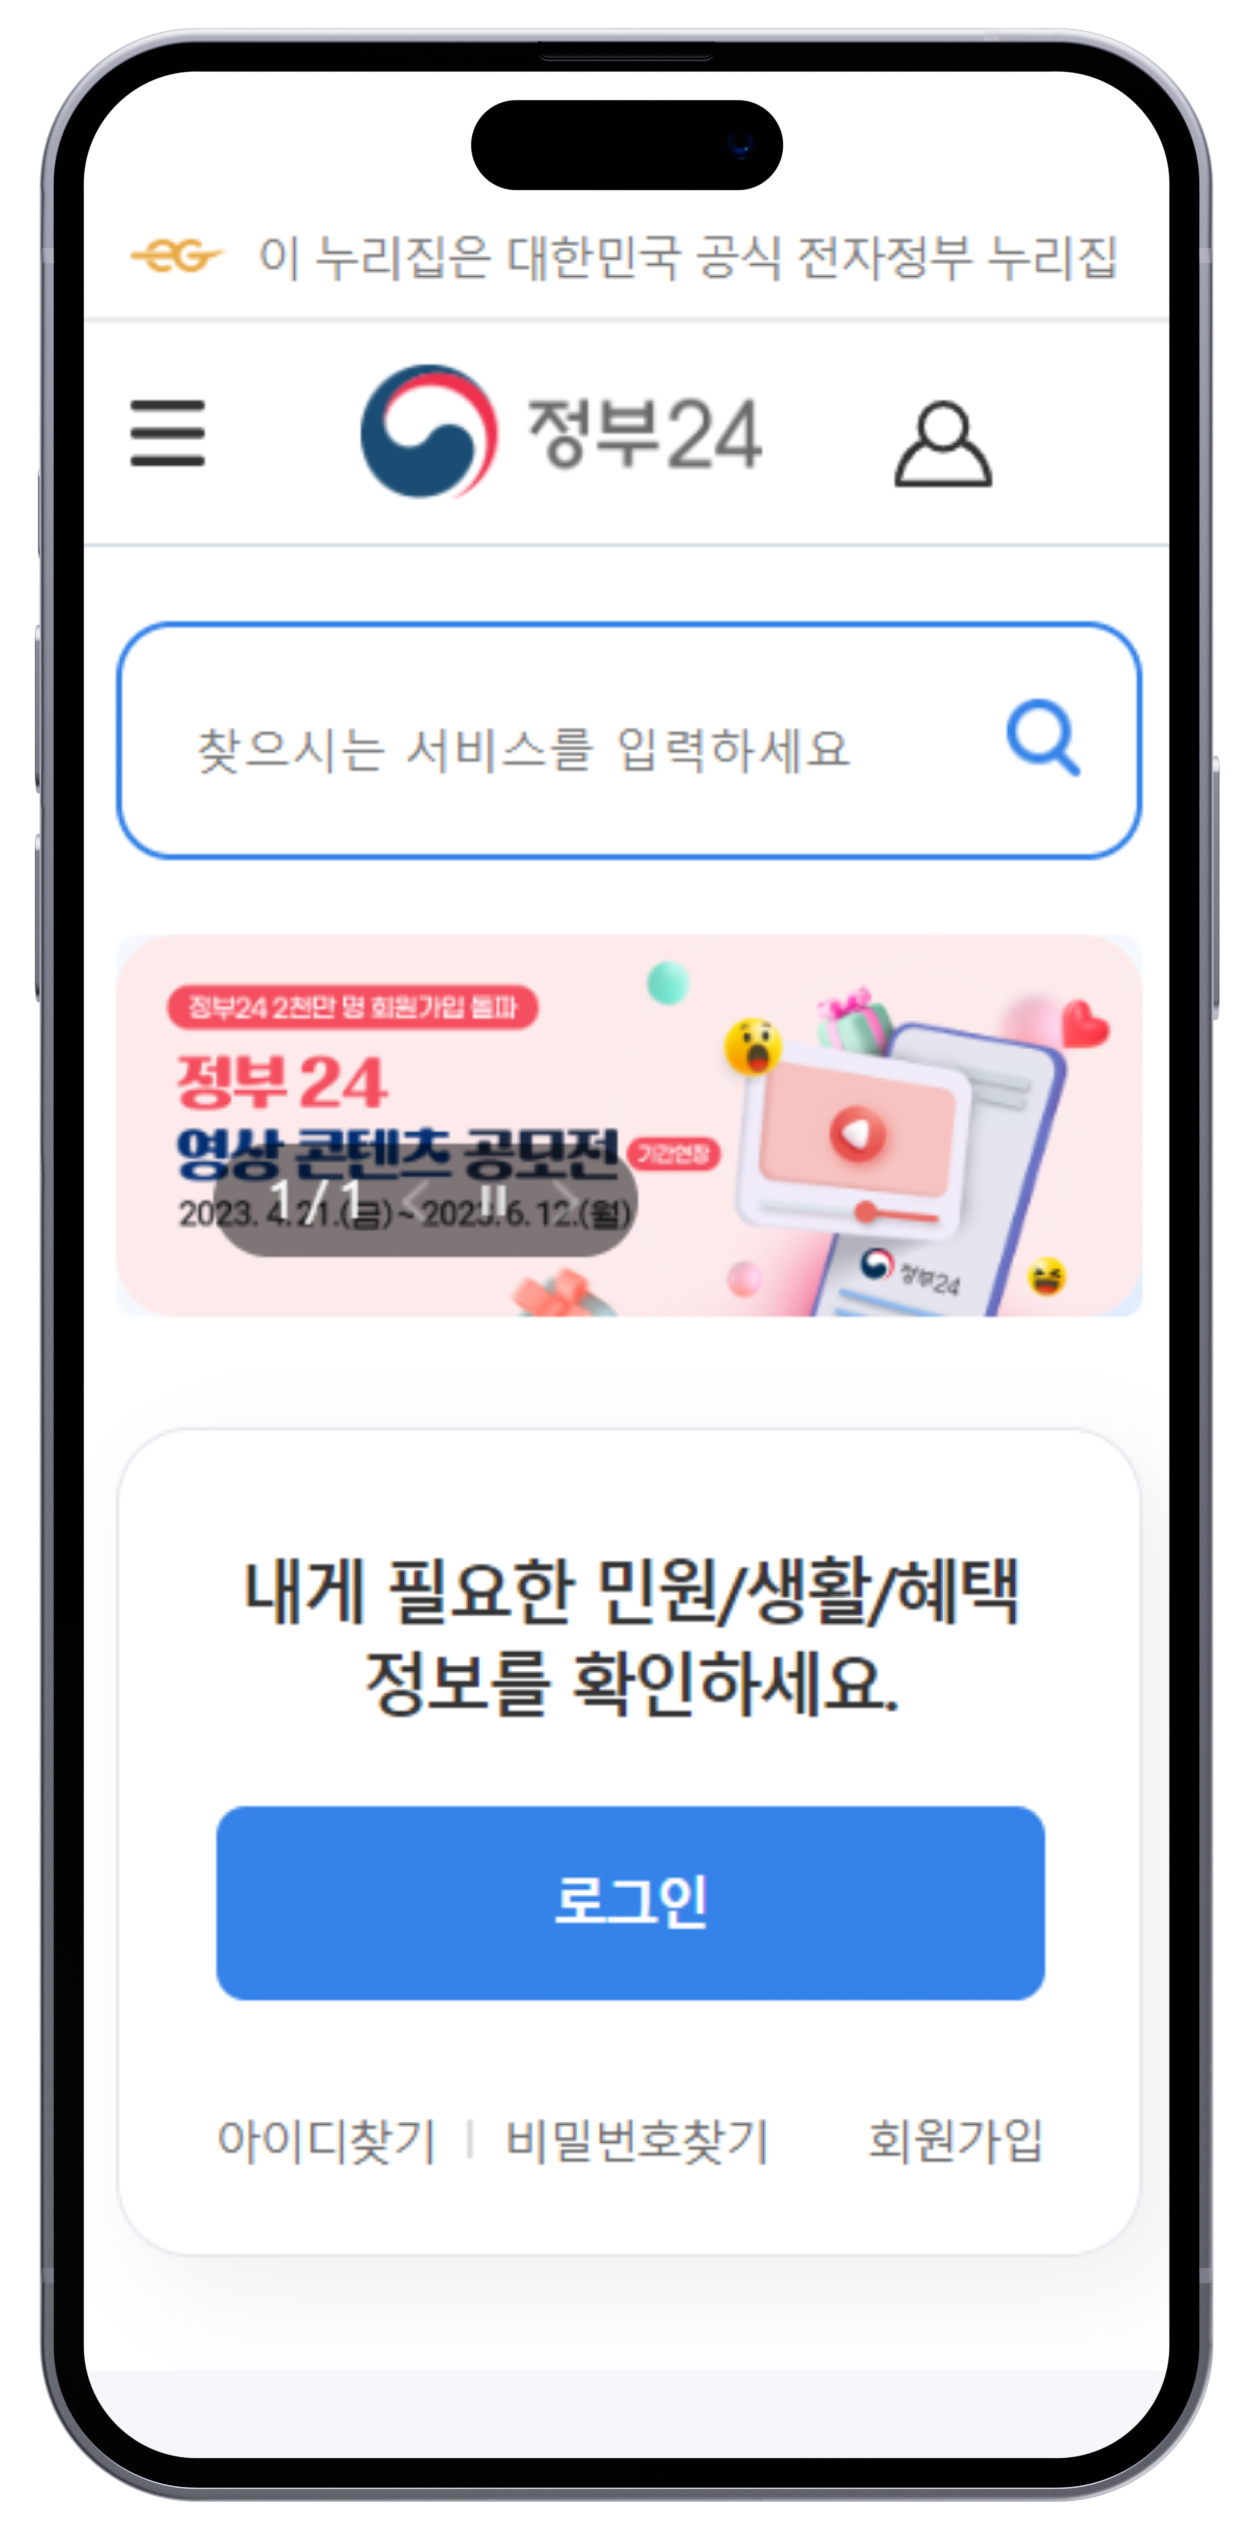 eG 이 누리집은 대한민국 공식 전자정부 누리집
정부24
찾으시는 서비스를 입력하세요
정부24 2천만 명 회원가입 돌파
정부 24
영상 콘텐츠 공모전 기간연장
2023. 4. 21.(금) ~ 2023. 6. 12.(월)
1 / 1
정부24
내게 필요한 민원/생활/혜택
정보를 확인하세요.
로그인
아이디찾기 | 비밀번호찾기 회원가입